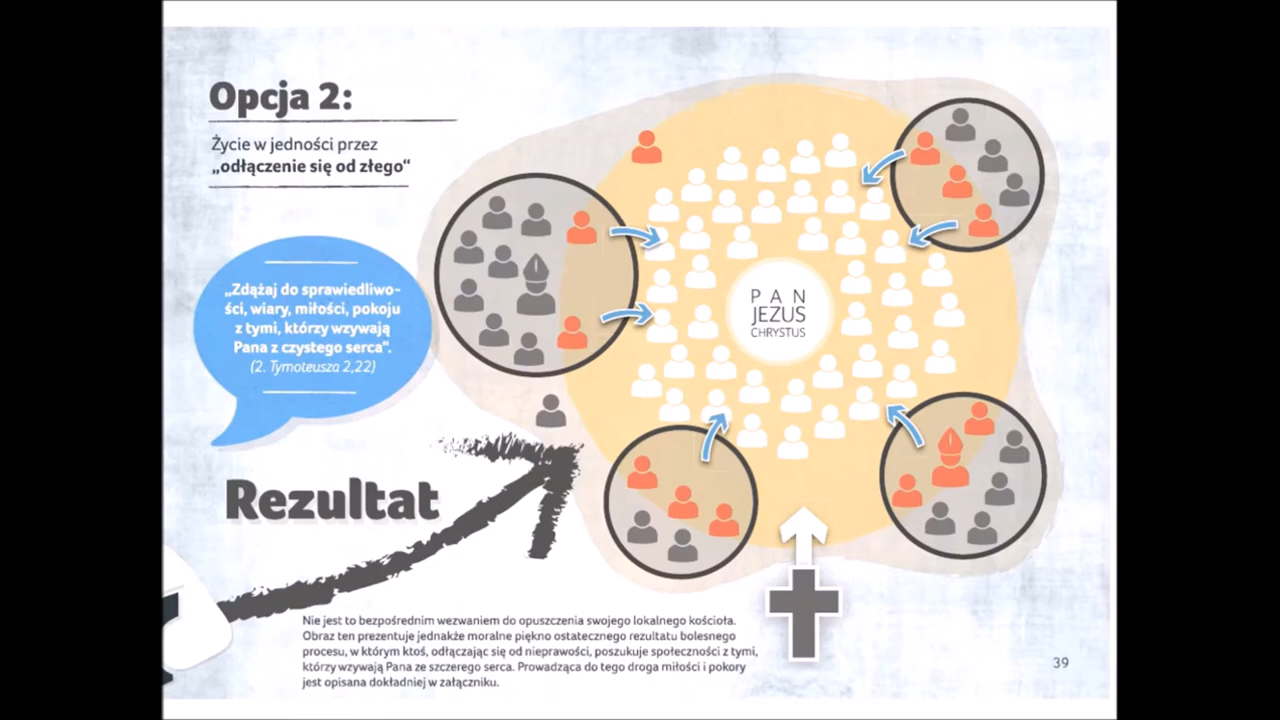 Opcja 2:
Życie w jedności przez
„odłączenie się od złego“
„Zdążaj do sprawiedliwo-
ści, wiary, miłości, pokoju
z tymi, którzy wzywają
Pana z czystego serca“.
(2. Tymoteusza 2,22)
PAN
JEZUS
CHRYSTUS
Rezultat
Nie jest to bezpośrednim wezwaniem do opuszczenia swojego lokalnego kościoła.
Obraz ten prezentuje jednakże moralne piękno ostatecznego rezultatu bolesnego
procesu, w którym ktoś, odłączając się od nieprawości, poszukuje społeczności z tymi,
którzy wzywają Pana ze szczerego serca. Prowadząca do tego droga miłości i pokory
jest opisana dokładniej w załączniku.
39